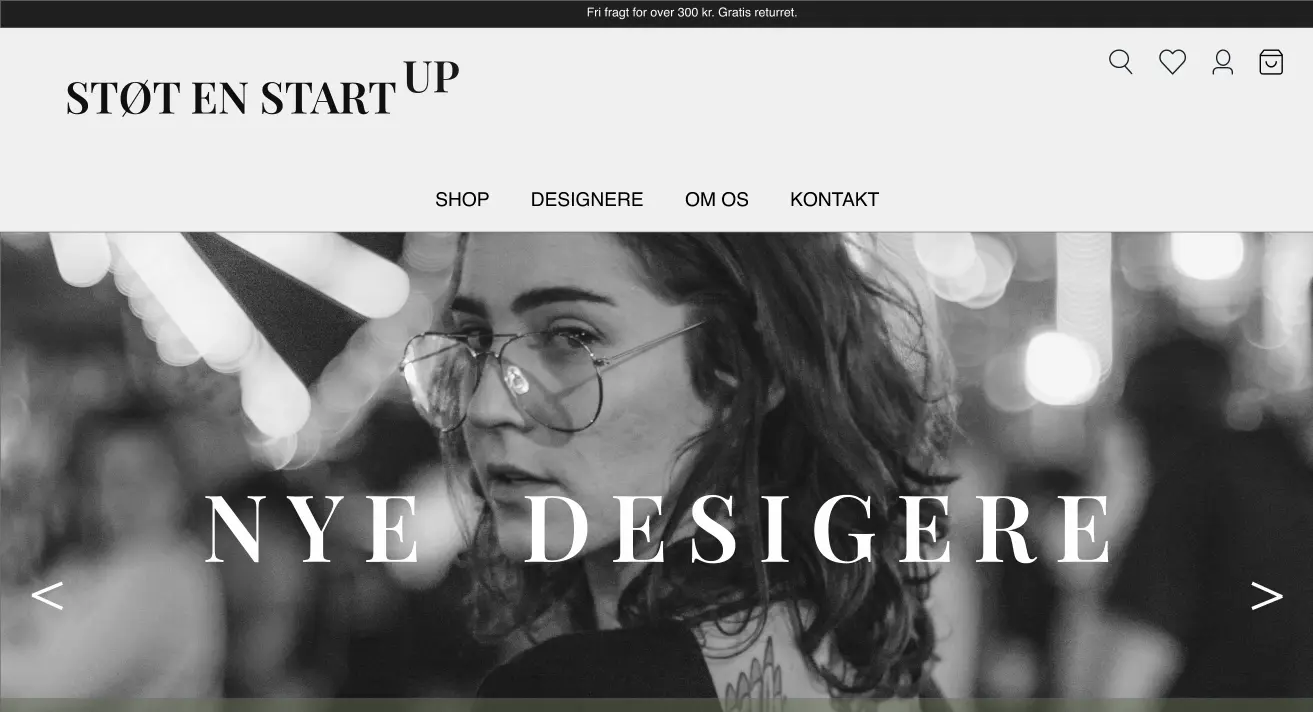 Fri fragt for over 300 kr. Gratis returret.
STØT EN START UP
SHOP DESIGNERE OM OS KONTAKT
NYE DESIGERE
< >